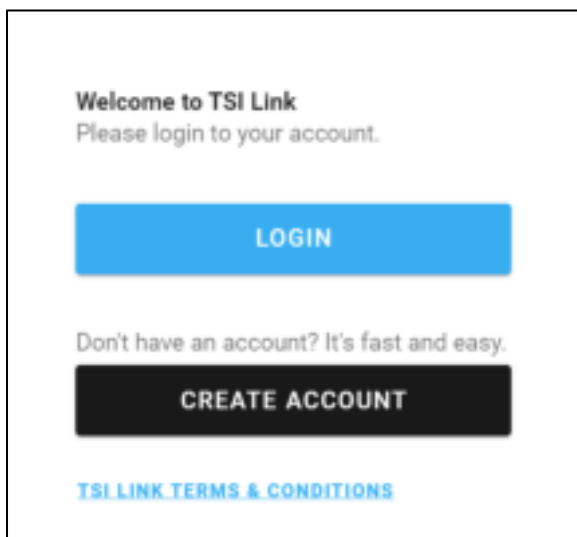 Welcome to TSI Link
Please login to your account.
LOGIN
Don't have an account? It's fast and easy.
CREATE ACCOUNT
TSI LINK TERMS & CONDITIONS